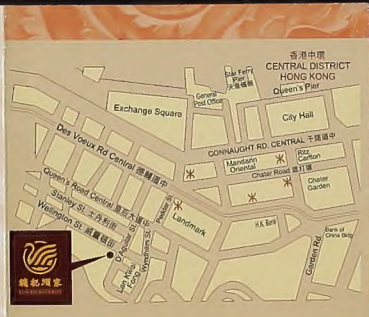 香港中環
CENTRAL DISTRICT
HONG KONG
Star Ferry
Pier
天星碼頭
General
Post Office
Queen's Pier
Exchange Square
City Hall
CONNAUGHT RD. CENTRAL 干諾道中
Des Voeux Rd Central 德輔道中
Mandarin
Oriental
Ritz
Carlton
Chater Road 遮打道
Chater
Garden
Queen's Road Central 皇后大道中
Pedder St.
Landmark
Stanley St. 士丹利街
Wellington St. 威靈頓街
D'Aguilar St.
Wyndham St.
Lan Kwai
Fong
H.K. Bank
Garden Rd.
Bank of
China Bldg
鏞記酒家
YUNG KEE RESTAURANT